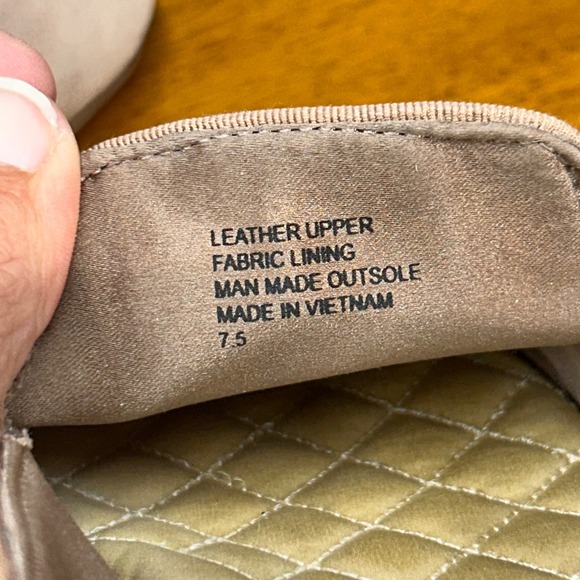 LEATHER UPPER
FABRIC LINING
MAN MADE OUTSOLE
MADE IN VIETNAM
7.5